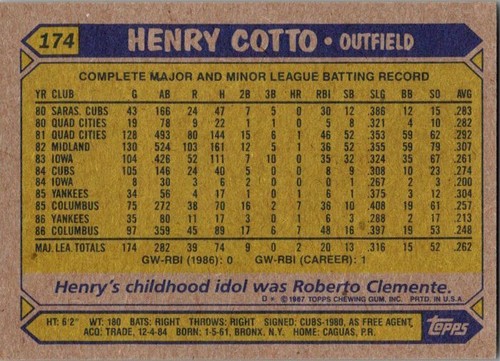 174 HENRY COTTO • OUTFIELD
COMPLETE MAJOR AND MINOR LEAGUE BATTING RECORD
YR CLUB G AB R H 2B 3B HR RBI SB SLG BB SO AVG
80 SARAS. CUBS 43 166 24 47 7 5 0 30 12 .386 12 15 .283
80 QUAD CITIES 19 78 9 22 1 0 0 5 8 .321 4 10 .282
81 QUAD CITIES 128 493 80 144 15 6 1 46 52 .353 59 62 .292
82 MIDLAND 130 524 103 161 12 5 1 36 52 .355 53 75 .307
83 IOWA 104 426 52 111 7 10 0 35 32 .324 35 67 .261
84 CUBS 105 146 24 40 5 0 0 8 9 .308 10 23 .274
84 IOWA 8 30 3 6 2 0 0 0 1 .267 2 3 .200
85 YANKEES 34 56 4 17 1 0 1 6 1 .375 3 12 .304
85 COLUMBUS 75 272 38 70 16 2 7 36 10 .408 19 61 .257
86 YANKEES 35 80 11 17 3 0 1 6 3 .288 2 17 .213
86 COLUMBUS 97 359 45 89 17 6 7 48 16 .397 19 53 .248
MAJ. LEA. TOTALS 174 282 39 74 9 0 2 20 13 .316 15 52 .262
GW-RBI (1986): 0 GW-RBI (CAREER): 1
Henry's childhood idol was Roberto Clemente.
© 1987 TOPPS CHEWING GUM, INC. PRTD. IN U.S.A.
HT: 6'2" WT: 180 BATS: RIGHT THROWS: RIGHT SIGNED: CUBS-1980, AS FREE AGENT,
ACQ: TRADE, 12-4-84 BORN: 1-5-61, BRONX, N.Y. HOME: CAGUAS, P.R.
Topps